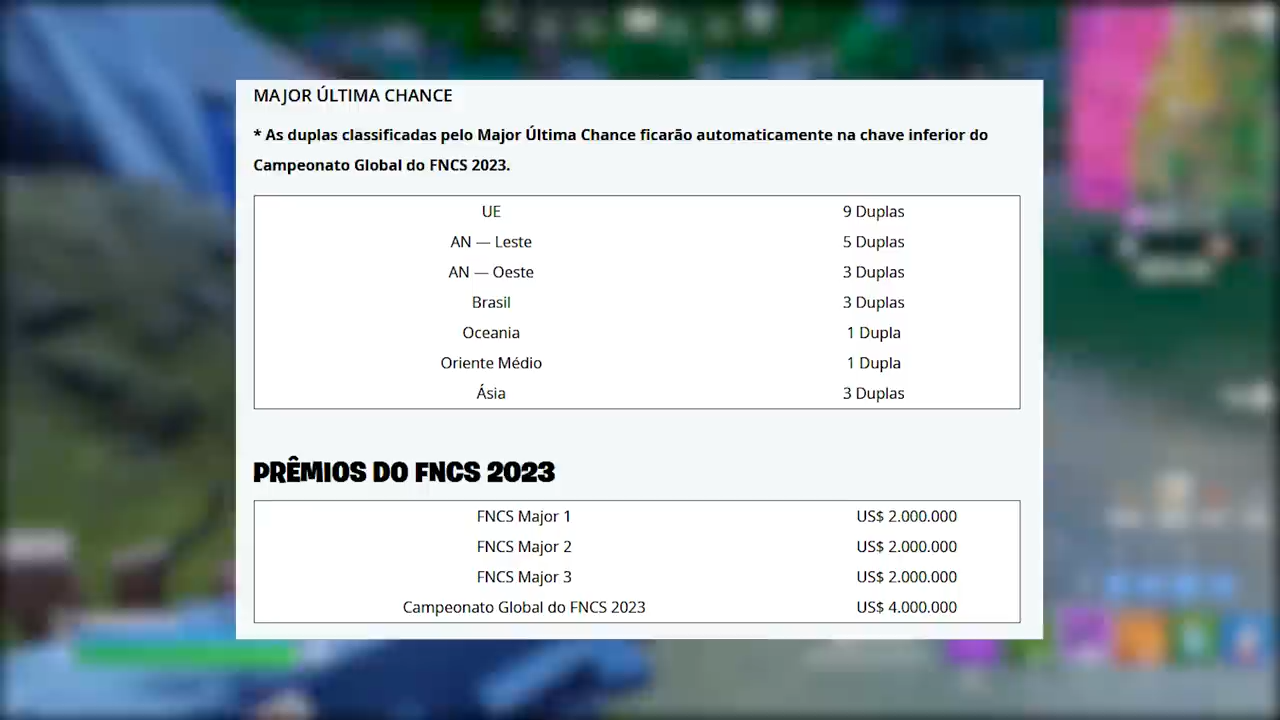 MAJOR ÚLTIMA CHANCE
* As duplas classificadas pelo Major Última Chance ficarão automaticamente na chave inferior do
Campeonato Global do FNCS 2023.
UE 9 Duplas
AN — Leste 5 Duplas
AN — Oeste 3 Duplas
Brasil 3 Duplas
Oceania 1 Dupla
Oriente Médio 1 Dupla
Ásia 3 Duplas
PRÊMIOS DO FNCS 2023
FNCS Major 1 US$ 2.000.000
FNCS Major 2 US$ 2.000.000
FNCS Major 3 US$ 2.000.000
Campeonato Global do FNCS 2023 US$ 4.000.000